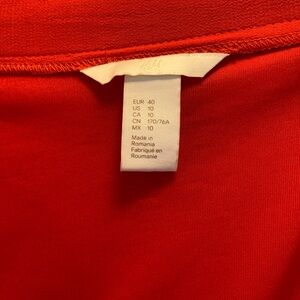 EUR 40
US 10
CA 10
CN 170/76A
MX 10
Made in
Romania
Fabriqué en
Roumanie